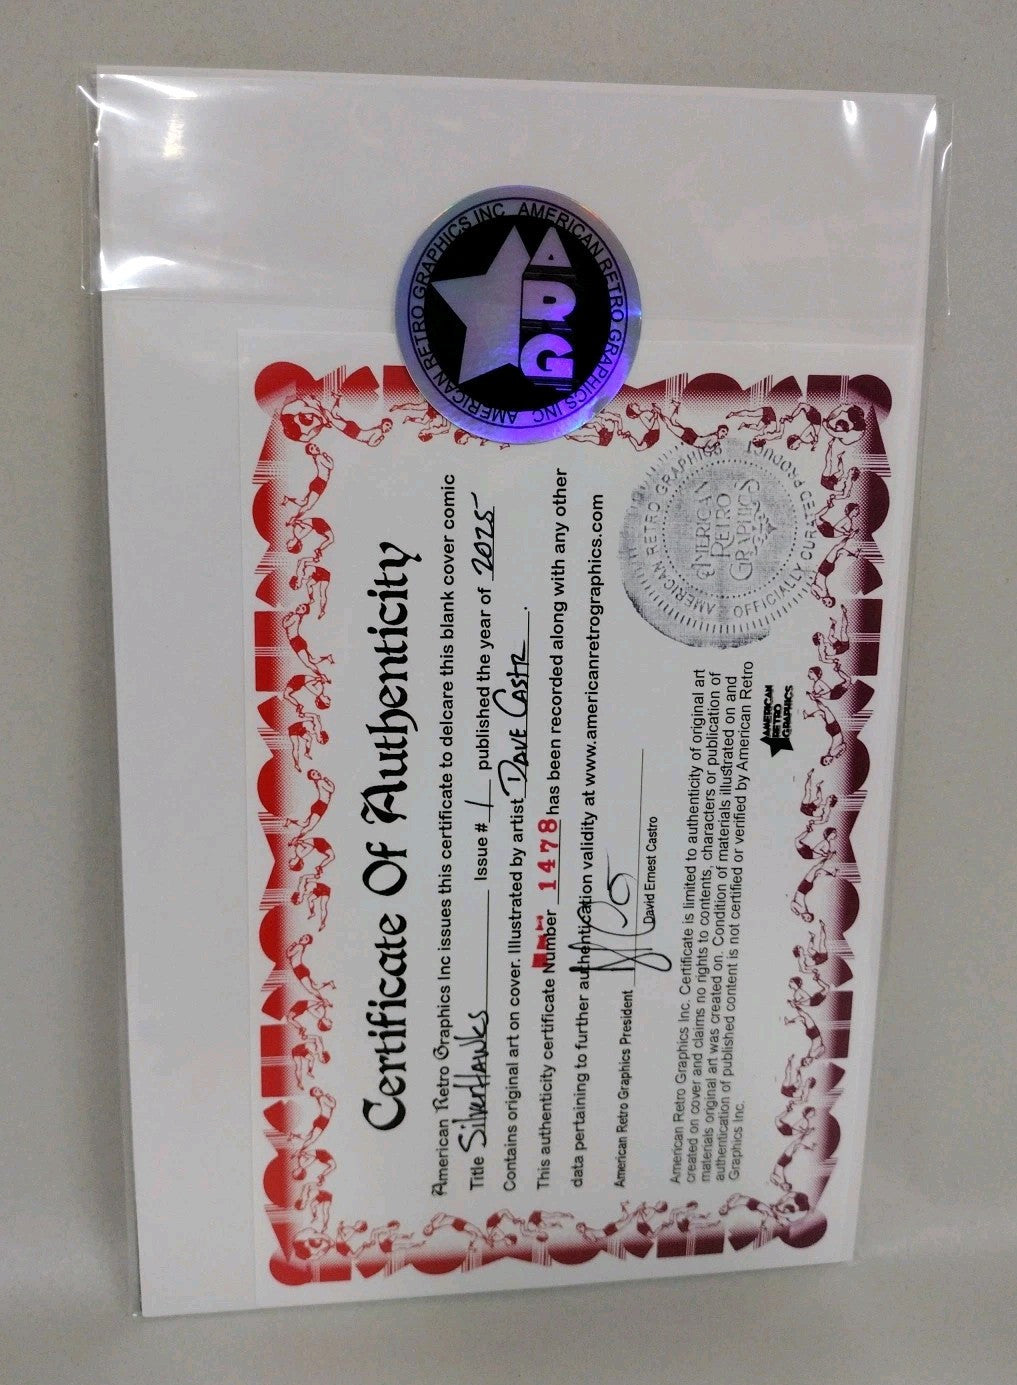 AMERICAN RETRO GRAPHICS INC AMERICAN RETRO GRAPHICS INC
ARG
Certificate Of Authenticity
American Retro Graphics Inc issues this certificate to delcare this blank cover comic
Title SilverHawks Issue # 1 published the year of 2025
Contains original art on cover. Illustrated by artist Dave Castr.
This authenticity certificate Number 1478 has been recorded along with any other
data pertaining to further authentication validity at www.americanretrographics.com
American Retro Graphics President
David Ernest Castro
American Retro Graphics Inc. Certificate is limited to authenticity of original art
created on cover and claims no rights to contents, characters or publication of
materials original art was created on. Condition of materials illustrated on and
authentication of published content is not certified or verified by American Retro
Graphics Inc.
AMERICAN
RETRO
GRAPHICS
AMERICAN RETRO GRAPHICS
OFFICIALLY CURATED PRODUCT
AMERICAN
RETRO
GRAPHICS